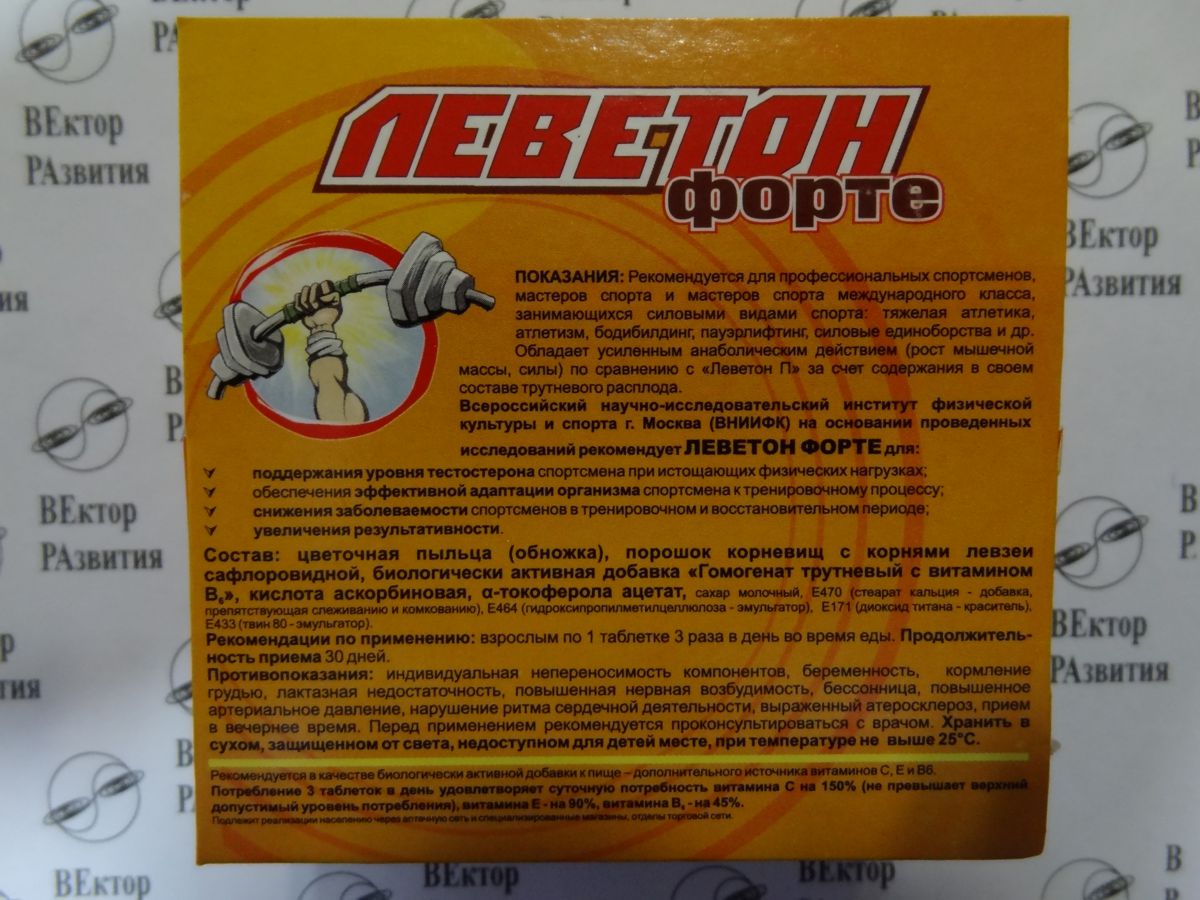 ЛЕВЕТОН
форте
ПОКАЗАНИЯ: Рекомендуется для профессиональных спортсменов,
мастеров спорта и мастеров спорта международного класса,
занимающихся силовыми видами спорта: тяжелая атлетика,
атлетизм, бодибилдинг, пауэрлифтинг, силовые единоборства и др.
Обладает усиленным анаболическим действием (рост мышечной
массы, силы) по сравнению с «Леветон П» за счет содержания в своем
составе трутневого расплода.
Всероссийский научно-исследовательский институт физической
культуры и спорта г. Москва (ВНИИФК) на основании проведенных
исследований рекомендует ЛЕВЕТОН ФОРТЕ для:
поддержания уровня тестостерона спортсмена при истощающих физических нагрузках;
обеспечения эффективной адаптации организма спортсмена к тренировочному процессу;
снижения заболеваемости спортсменов в тренировочном и восстановительном периоде;
увеличения результативности.
Состав: цветочная пыльца (обножка), порошок корневищ с корнями левзеи
сафлоровидной, биологически активная добавка «Гомогенат трутневый с витамином
В₆», кислота аскорбиновая, α-токоферола ацетат, сахар молочный, Е470 (стеарат кальция - добавка,
препятствующая слеживанию и комкованию), Е464 (гидроксипропилметилцеллюлоза - эмульгатор), Е171 (диоксид титана - краситель),
Е433 (твин 80 - эмульгатор).
Рекомендации по применению: взрослым по 1 таблетке 3 раза в день во время еды. Продолжитель-
ность приема 30 дней.
Противопоказания: индивидуальная непереносимость компонентов, беременность, кормление
грудью, лактазная недостаточность, повышенная нервная возбудимость, бессонница, повышенное
артериальное давление, нарушение ритма сердечной деятельности, выраженный атеросклероз, прием
в вечернее время. Перед применением рекомендуется проконсультироваться с врачом. Хранить в
сухом, защищенном от света, недоступном для детей месте, при температуре не выше 25°С.
Рекомендуется в качестве биологически активной добавки к пище – дополнительного источника витаминов С, Е и В6.
Потребление 3 таблеток в день удовлетворяет суточную потребность витамина С на 150% (не превышает верхний
допустимый уровень потребления), витамина Е - на 90%, витамина В₆ - на 45%.
Подлежит реализации населению через аптечную сеть и специализированные магазины, отделы торговой сети.
ВЕктор
РАзвития
ВЕктор
РАзвития
ВЕктор
ВЕктор
РАзвития
ВЕктор
ВЕктор